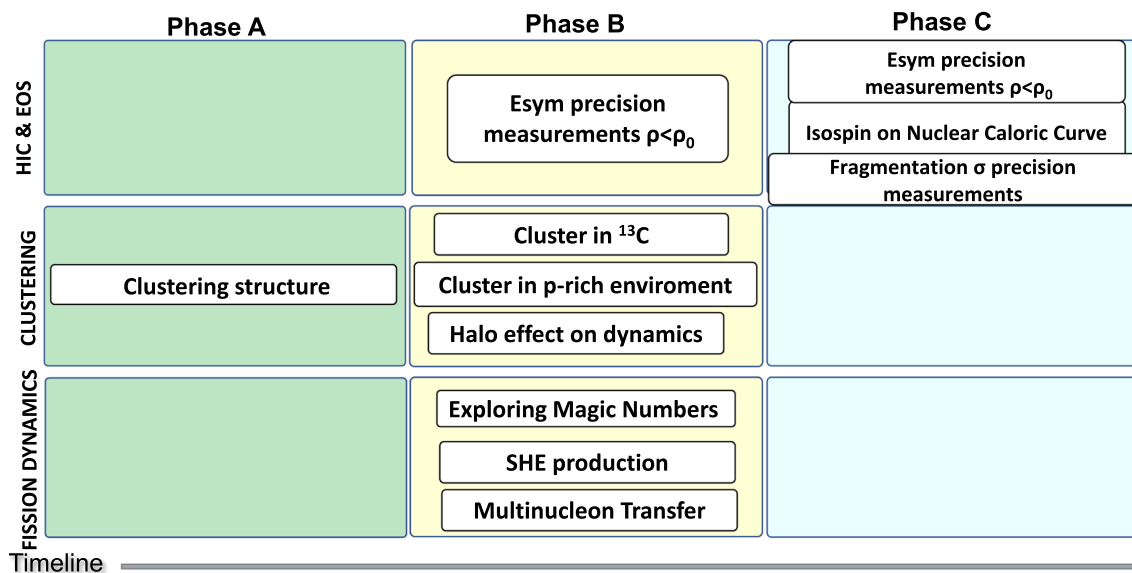 Phase A
Phase B
Phase C
HIC & EOS
Esym precision
measurements ρ<ρ₀
Esym precision
measurements ρ<ρ₀
Isospin on Nuclear Caloric Curve
Fragmentation σ precision
measurements
CLUSTERING
Clustering structure
Cluster in ¹³C
Cluster in p-rich enviroment
Halo effect on dynamics
FISSION DYNAMICS
Exploring Magic Numbers
SHE production
Multinucleon Transfer
Timeline